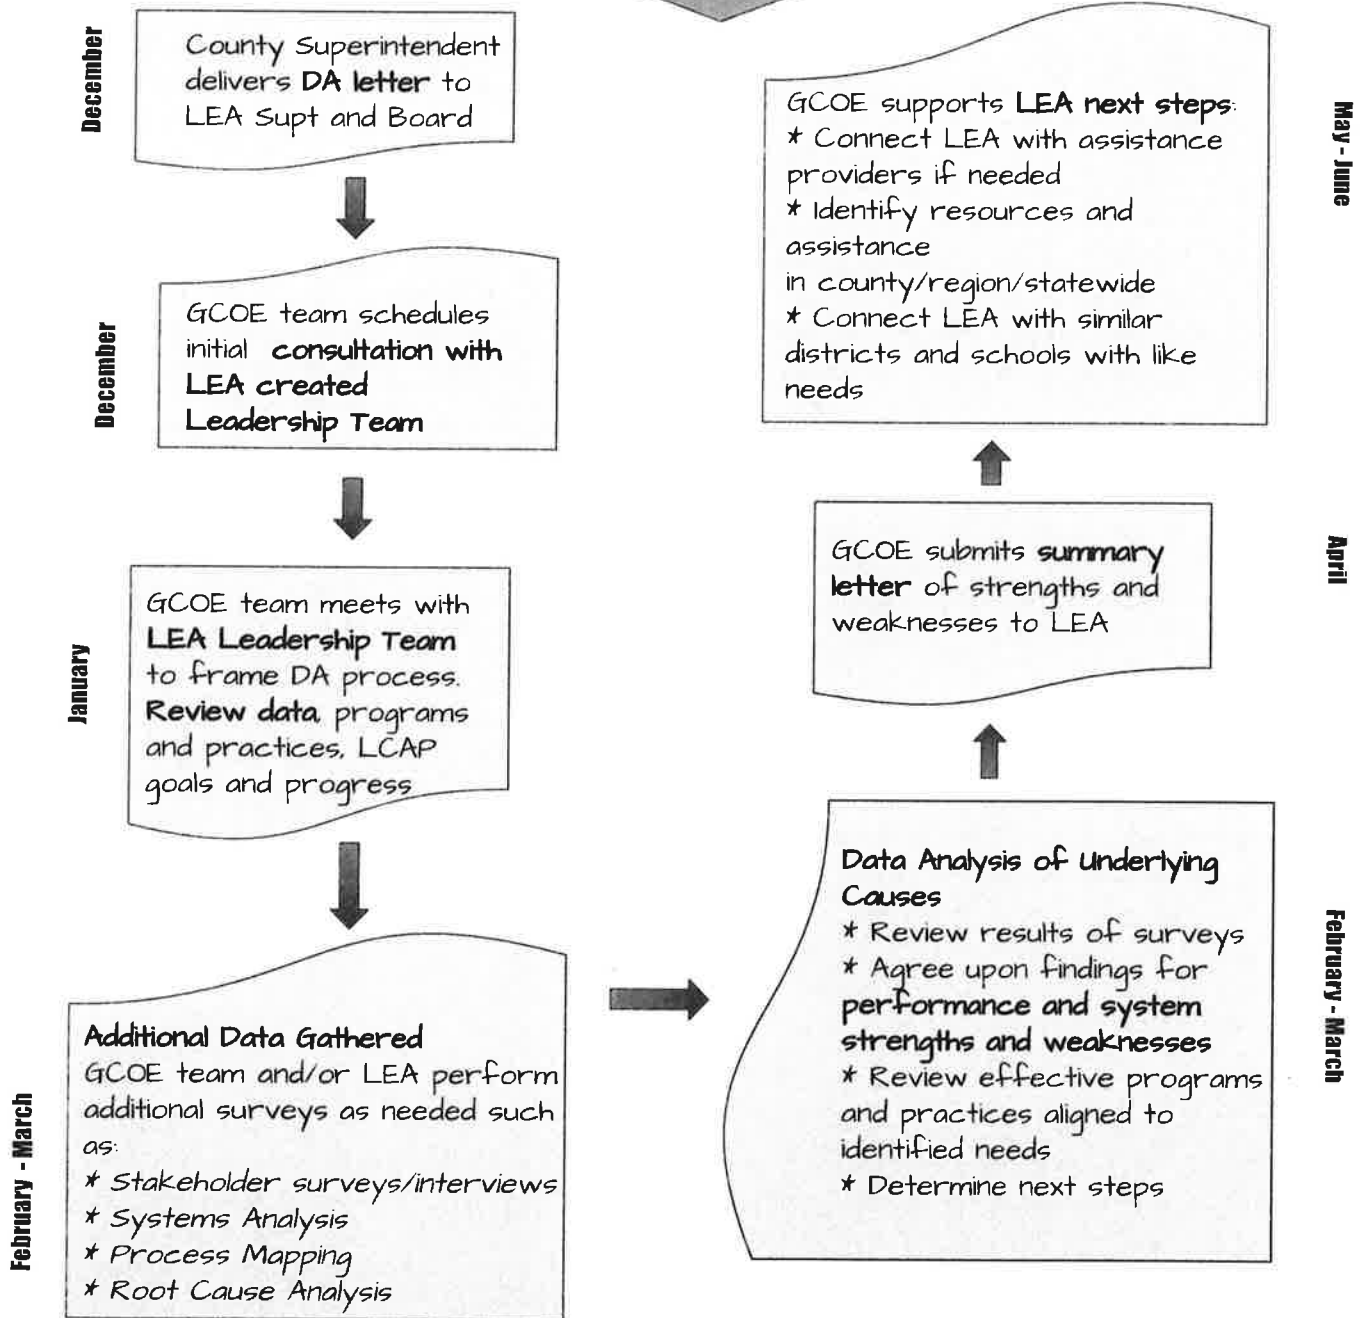 December
County Superintendent
delivers DA letter to
LEA Supt and Board
December
GCOE team schedules
initial consultation with
LEA created
Leadership Team
January
GCOE team meets with
LEA Leadership Team
to frame DA process.
Review data, programs
and practices, LCAP
goals and progress
February - March
Additional Data Gathered
GCOE team and/or LEA perform
additional surveys as needed such
as:
* Stakeholder surveys/interviews
* Systems Analysis
* Process Mapping
* Root Cause Analysis
February - March
Data Analysis of Underlying
Causes
* Review results of surveys
* Agree upon findings for
performance and system
strengths and weaknesses
* Review effective programs
and practices aligned to
identified needs
* Determine next steps
April
GCOE submits summary
letter of strengths and
weaknesses to LEA
May - June
GCOE supports LEA next steps:
* Connect LEA with assistance
providers if needed
* Identify resources and
assistance
in county/region/statewide
* Connect LEA with similar
districts and schools with like
needs